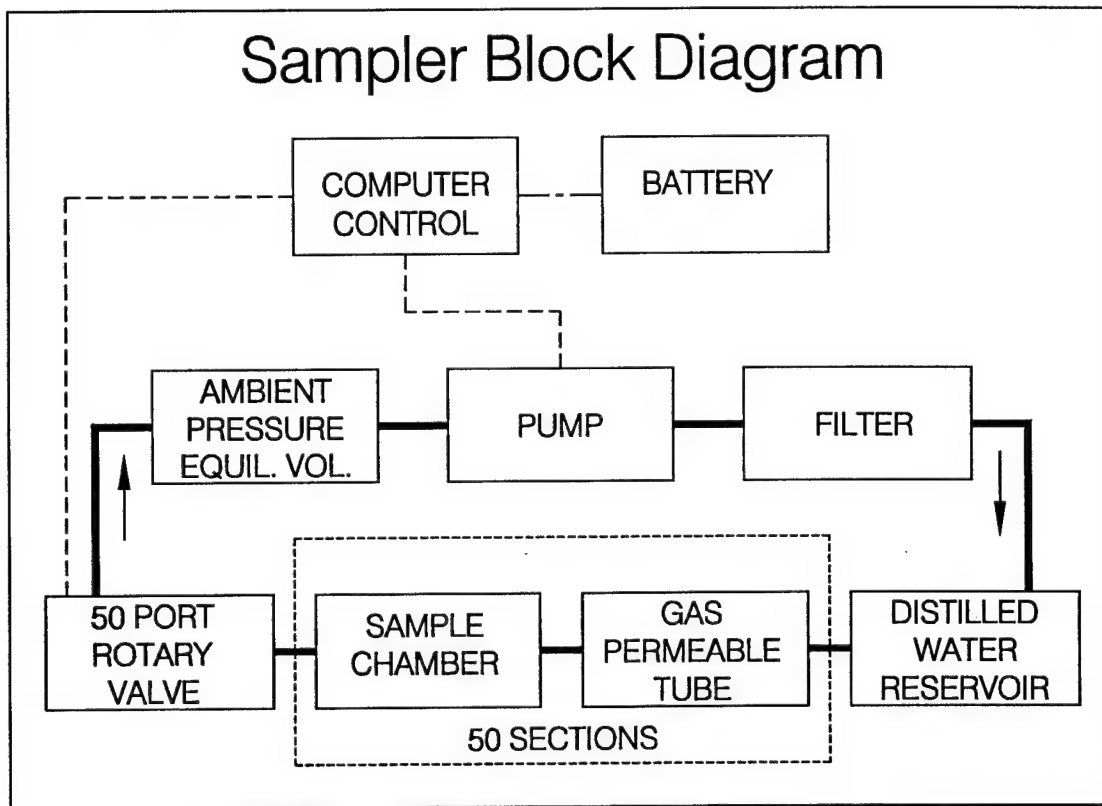 Sampler Block Diagram
COMPUTER
CONTROL
BATTERY
AMBIENT
PRESSURE
EQUIL. VOL.
PUMP
FILTER
50 PORT
ROTARY
VALVE
SAMPLE
CHAMBER
GAS
PERMEABLE
TUBE
DISTILLED
WATER
RESERVOIR
50 SECTIONS